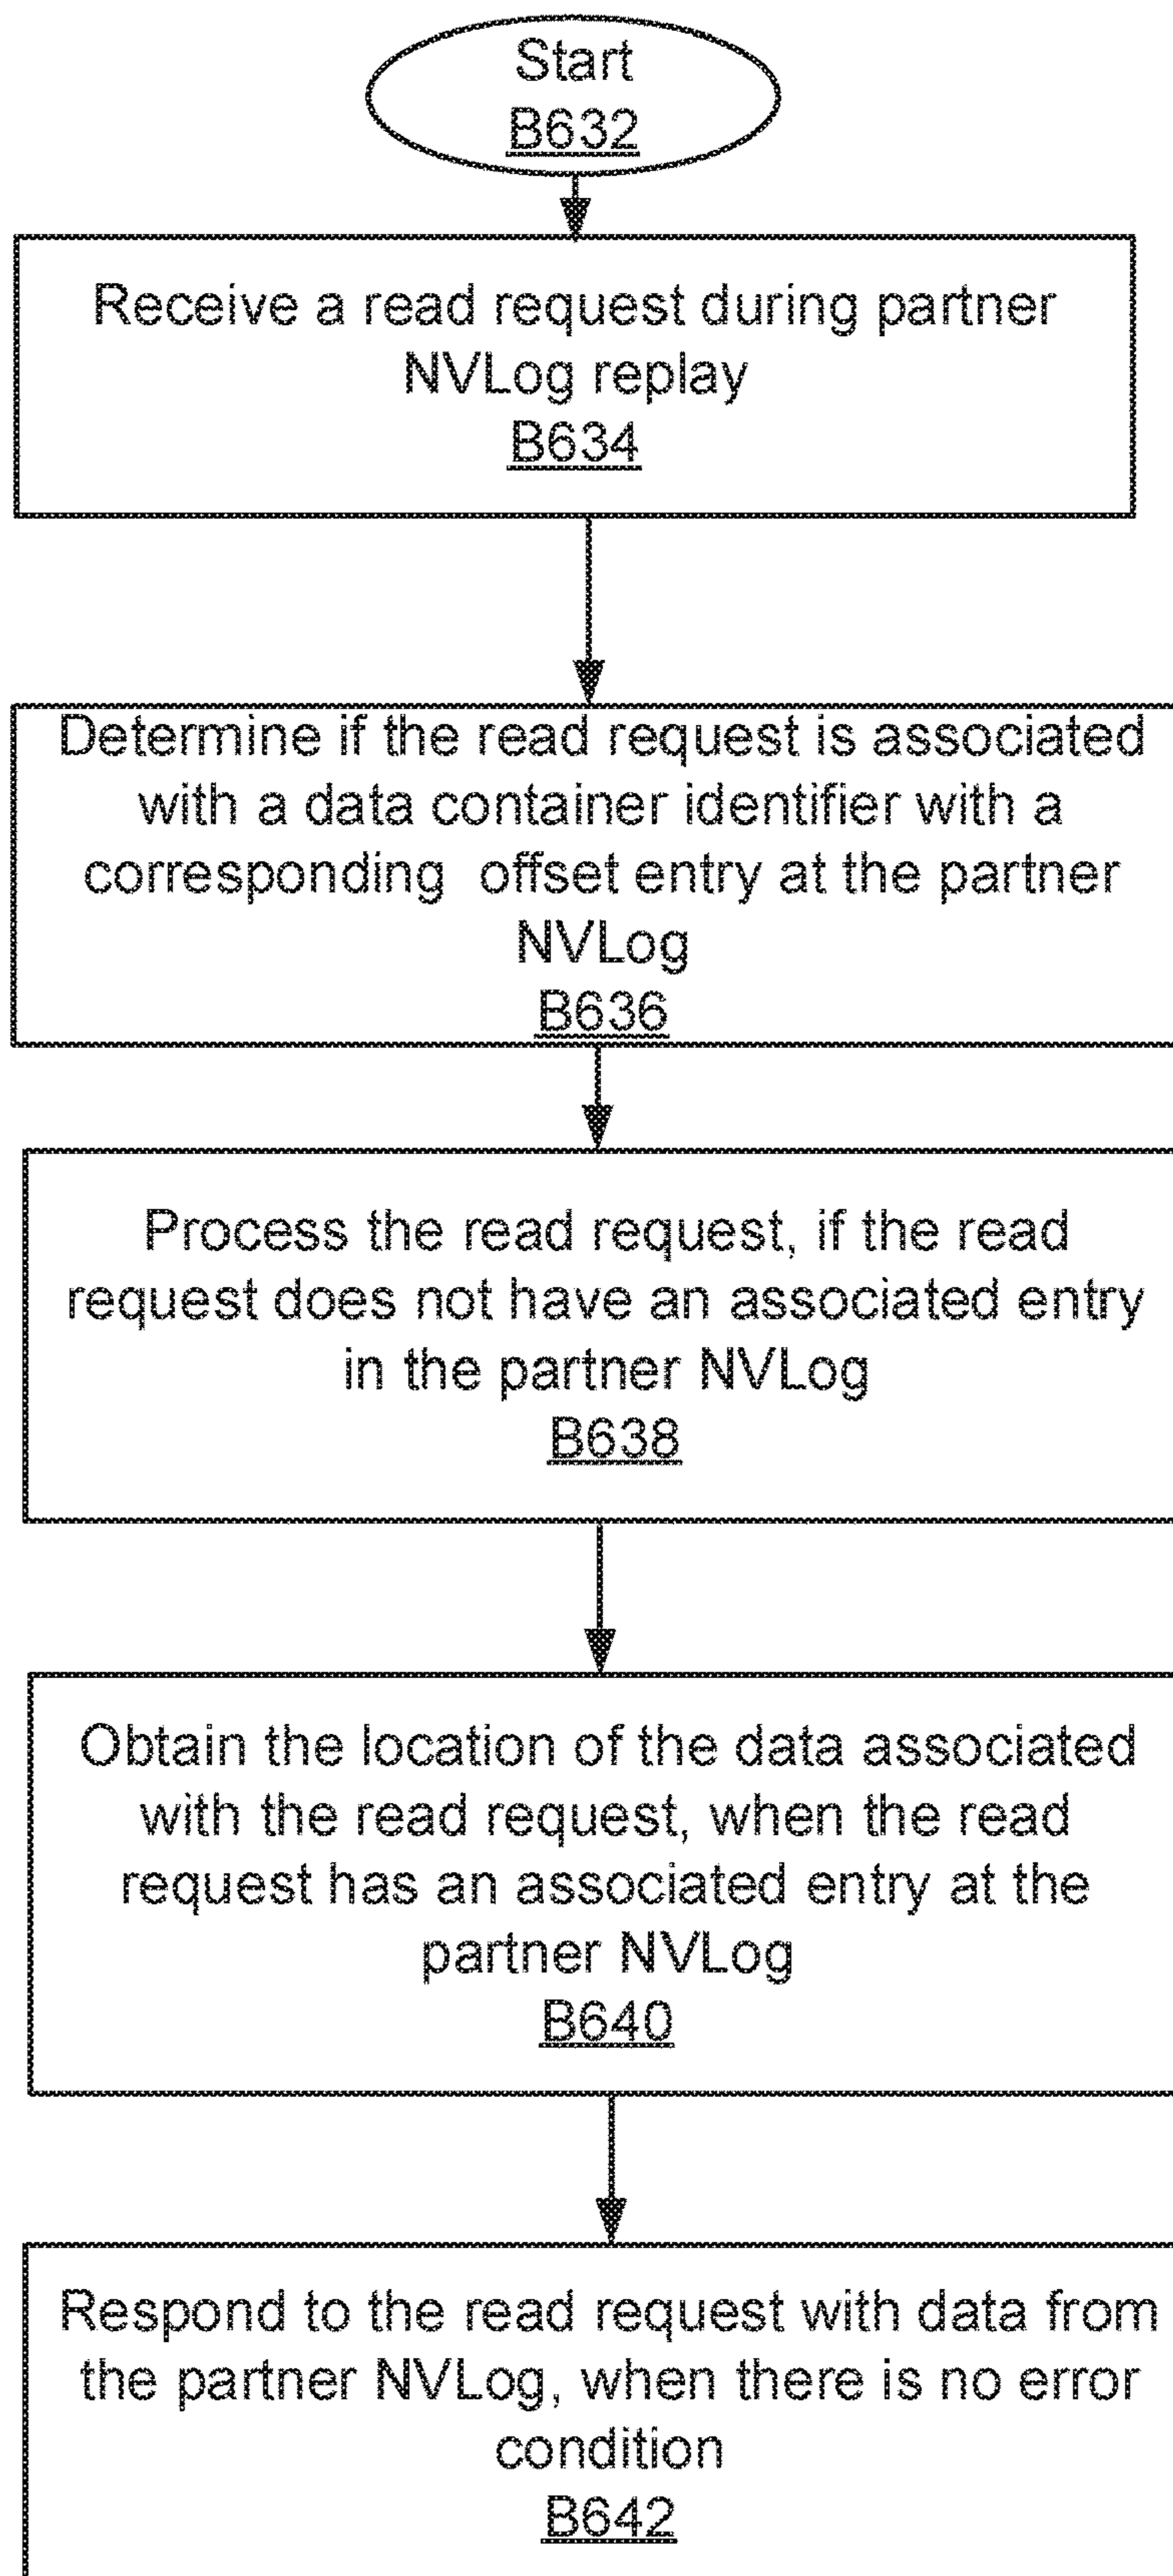 Start
B632
Receive a read request during partner
NVLog replay
B634
Determine if the read request is associated
with a data container identifier with a
corresponding offset entry at the partner
NVLog
B636
Process the read request, if the read
request does not have an associated entry
in the partner NVLog
B638
Obtain the location of the data associated
with the read request, when the read
request has an associated entry at the
partner NVLog
B640
Respond to the read request with data from
the partner NVLog, when there is no error
condition
B642